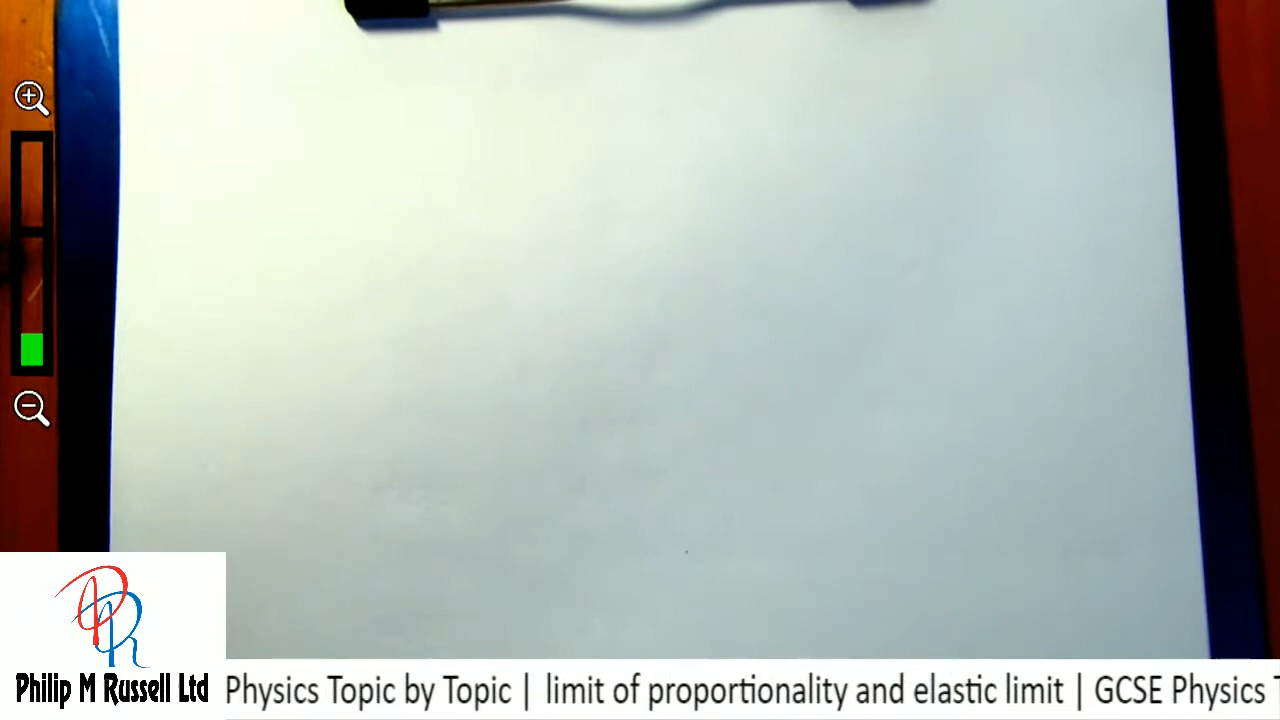 Philip M Russell Ltd
Physics Topic by Topic | limit of proportionality and elastic limit | GCSE Physics T